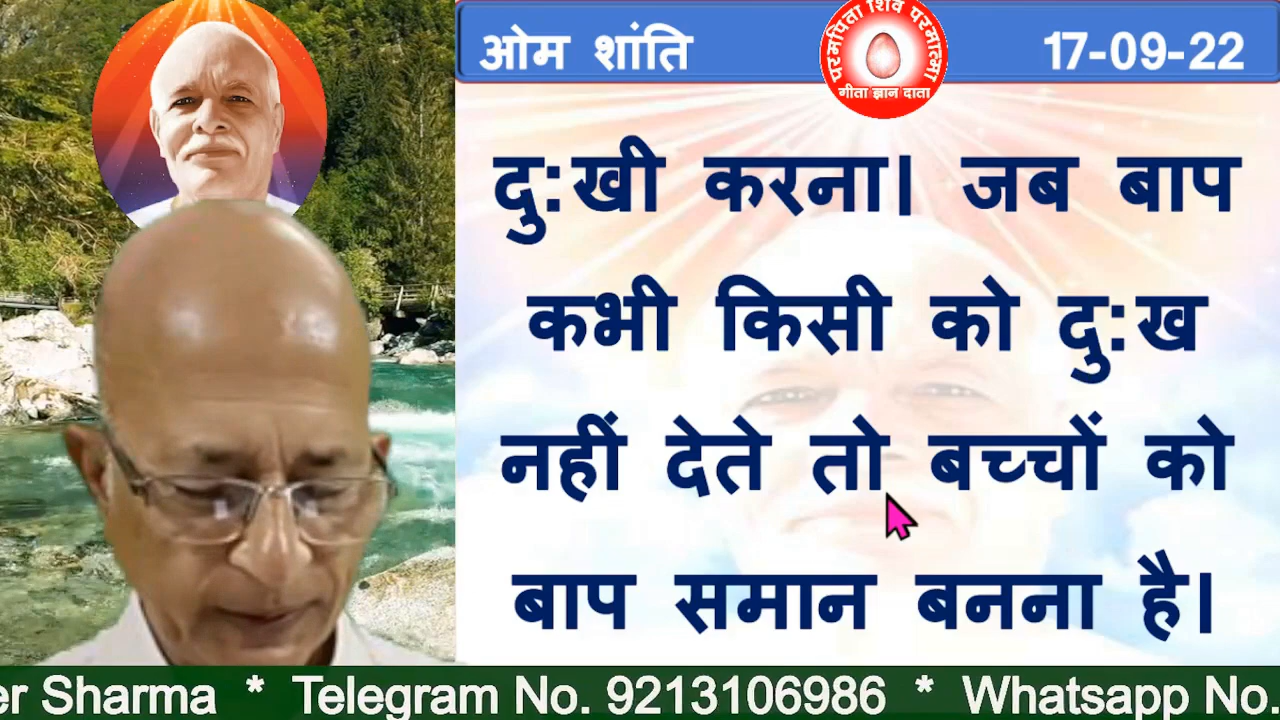 ओम शांति
परमपिता शिव परमात्मा
गीता ज्ञान दाता
17-09-22
दुःखी करना। जब बाप
कभी किसी को दुःख
नहीं देते तो बच्चों को
बाप समान बनना है।
er Sharma * Telegram No. 9213106986 * Whatsapp No.